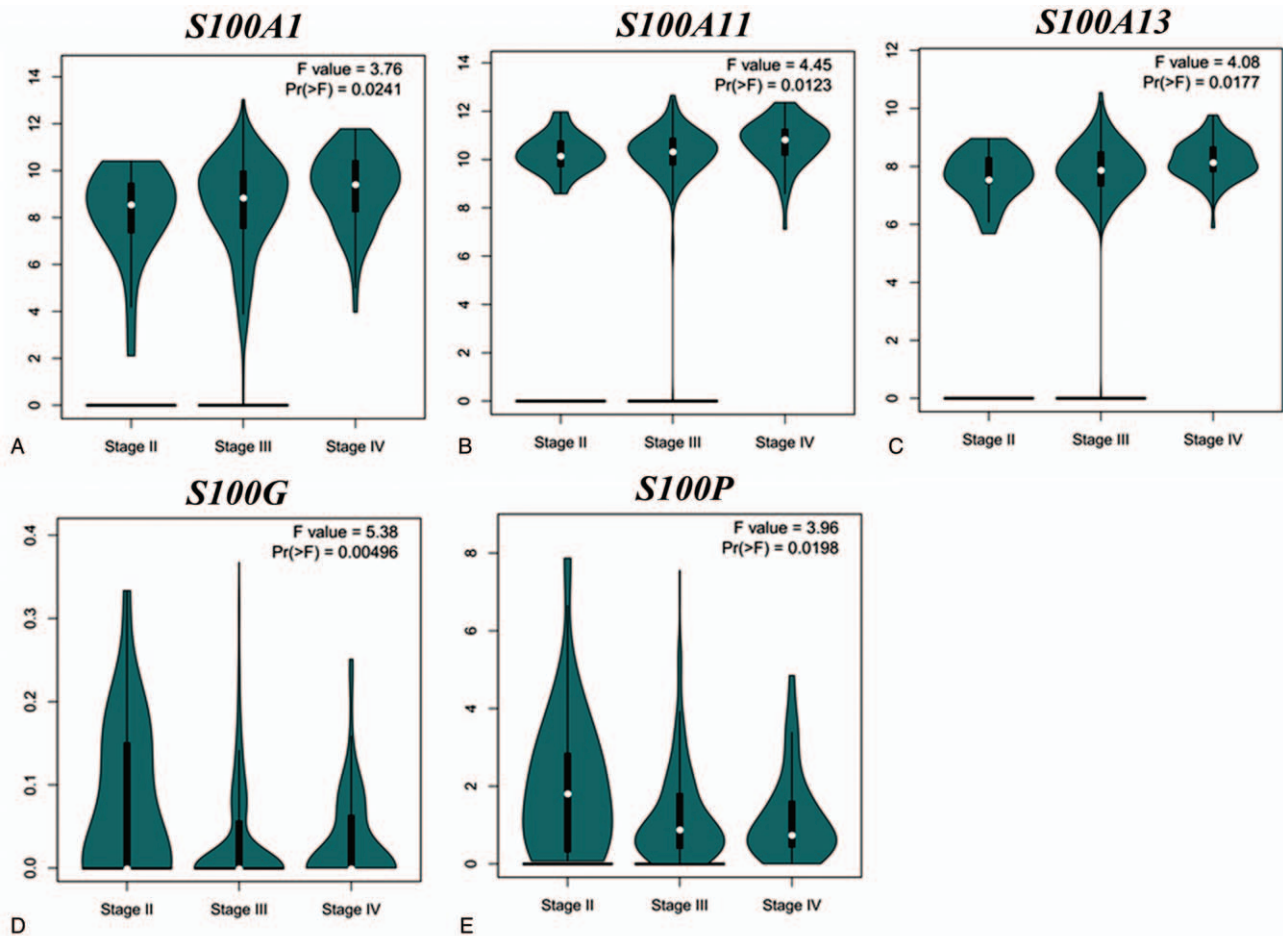 S100A1
F value = 3.76
Pr(>F) = 0.0241
14
12
10
8
6
4
2
0
Stage II Stage III Stage IV
A
S100A11
F value = 4.45
Pr(>F) = 0.0123
14
12
10
8
6
4
2
0
Stage II Stage III Stage IV
B
S100A13
F value = 4.08
Pr(>F) = 0.0177
12
10
8
6
4
2
0
Stage II Stage III Stage IV
C
S100G
F value = 5.38
Pr(>F) = 0.00496
0.4
0.3
0.2
0.1
0.0
Stage II Stage III Stage IV
D
S100P
F value = 3.96
Pr(>F) = 0.0198
8
6
4
2
0
Stage II Stage III Stage IV
E